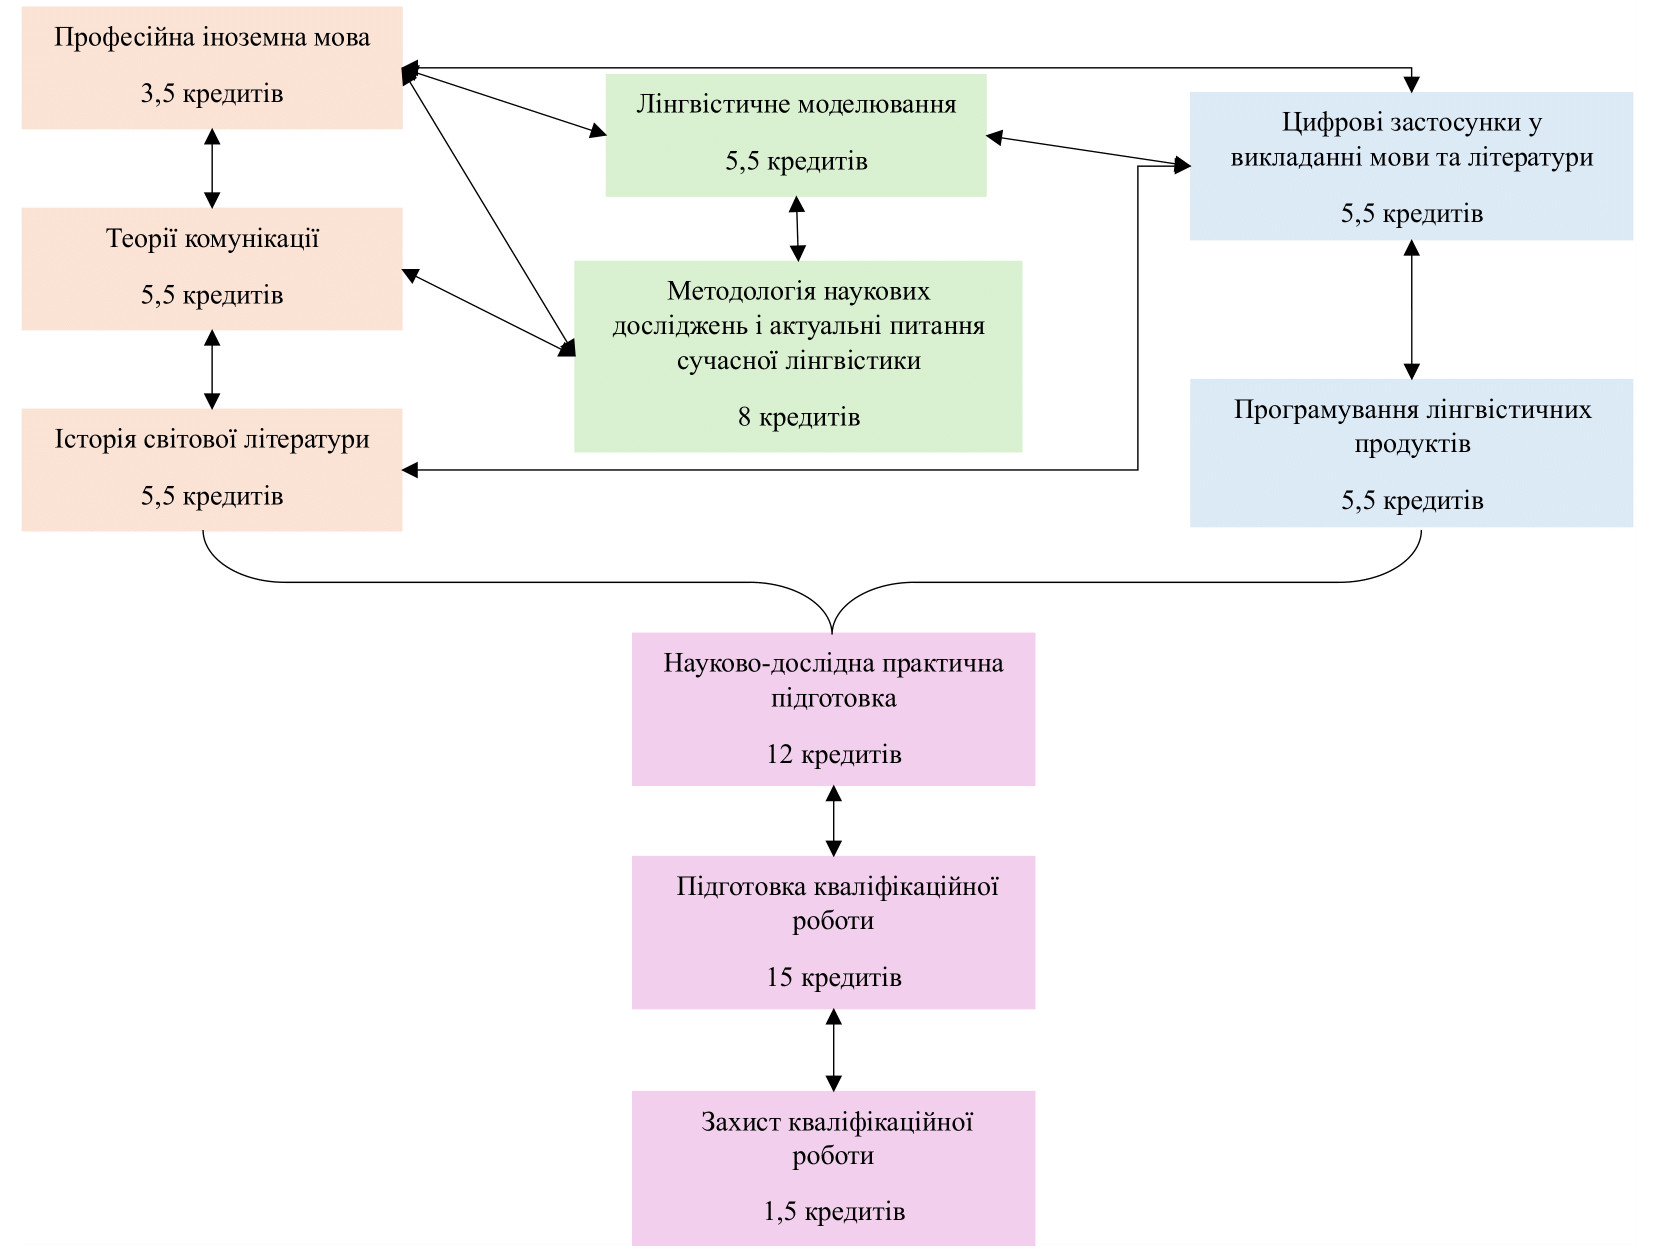 Професійна іноземна мова
3,5 кредитів
Теорії комунікації
5,5 кредитів
Історія світової літератури
5,5 кредитів
Лінгвістичне моделювання
5,5 кредитів
Методологія наукових
досліджень і актуальні питання
сучасної лінгвістики
8 кредитів
Цифрові застосунки у
викладанні мови та літератури
5,5 кредитів
Програмування лінгвістичних
продуктів
5,5 кредитів
Науково-дослідна практична
підготовка
12 кредитів
Підготовка кваліфікаційної
роботи
15 кредитів
Захист кваліфікаційної
роботи
1,5 кредитів